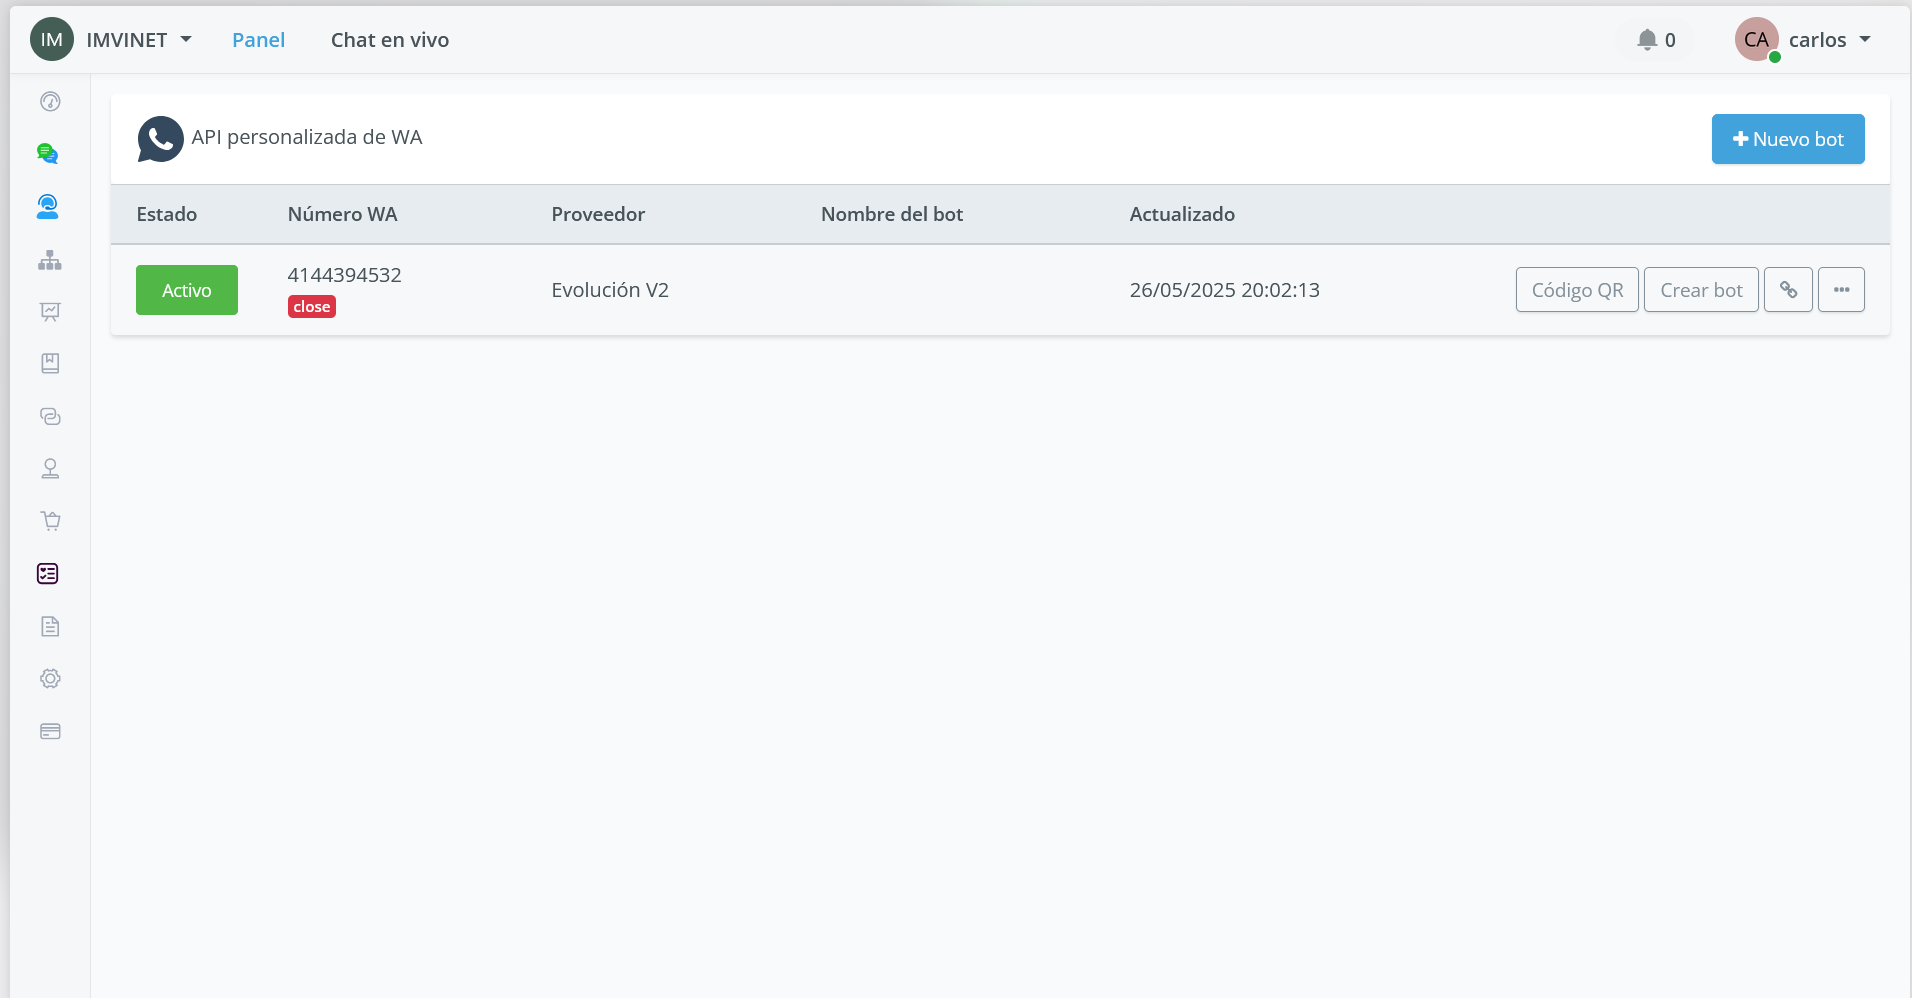 IM IMVINET Panel Chat en vivo 0 CA carlos
API personalizada de WA Nuevo bot
Estado Número WA Proveedor Nombre del bot Actualizado
Activo 4144394532 Evolución V2 26/05/2025 20:02:13 Código QR Crear bot
close